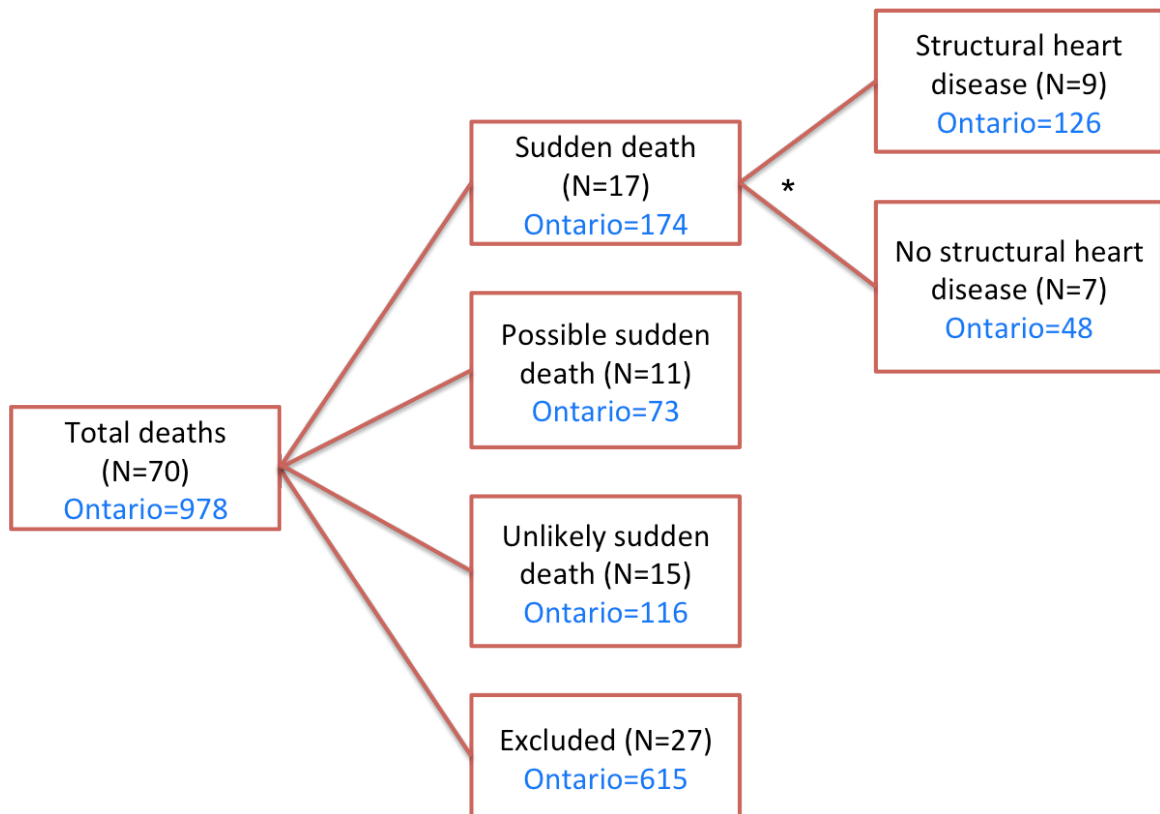 Total deaths
(N=70)
Ontario=978
Sudden death
(N=17)
Ontario=174
Possible sudden
death (N=11)
Ontario=73
Unlikely sudden
death (N=15)
Ontario=116
Excluded (N=27)
Ontario=615
*
Structural heart
disease (N=9)
Ontario=126
No structural heart
disease (N=7)
Ontario=48